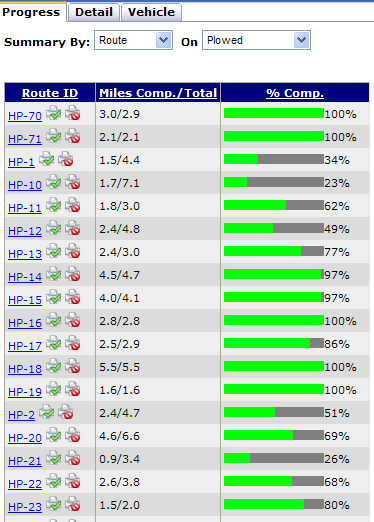 Progress Detail Vehicle
Summary By: Route On Plowed
Route ID Miles Comp./Total % Comp.
HP-70 3.0/2.9 100%
HP-71 2.1/2.1 100%
HP-1 1.5/4.4 34%
HP-10 1.7/7.1 23%
HP-11 1.8/3.0 62%
HP-12 2.4/4.8 49%
HP-13 2.4/3.0 77%
HP-14 4.5/4.7 97%
HP-15 4.0/4.1 97%
HP-16 2.8/2.8 100%
HP-17 2.5/2.9 86%
HP-18 5.5/5.5 100%
HP-19 1.6/1.6 100%
HP-2 2.4/4.7 51%
HP-20 4.6/6.6 69%
HP-21 0.9/3.4 26%
HP-22 2.6/3.8 68%
HP-23 1.5/2.0 80%